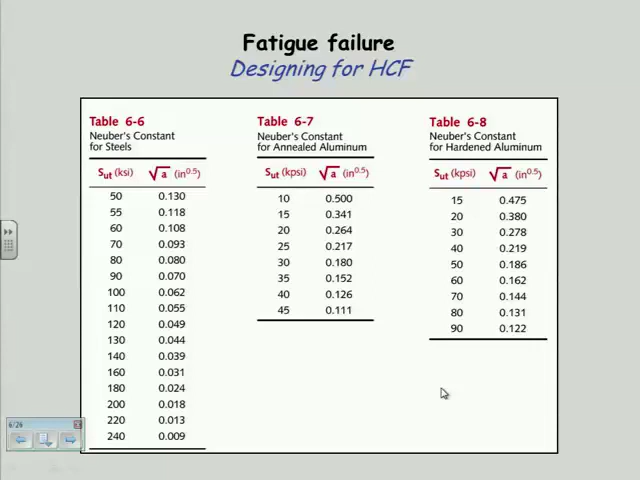 Fatigue failure
Designing for HCF
Table 6-6
Neuber's Constant
for Steels
Sut (ksi) √a (in0.5)
50 0.130
55 0.118
60 0.108
70 0.093
80 0.080
90 0.070
100 0.062
110 0.055
120 0.049
130 0.044
140 0.039
160 0.031
180 0.024
200 0.018
220 0.013
240 0.009
Table 6-7
Neuber's Constant
for Annealed Aluminum
Sut (kpsi) √a (in0.5)
10 0.500
15 0.341
20 0.264
25 0.217
30 0.180
35 0.152
40 0.126
45 0.111
Table 6-8
Neuber's Constant
for Hardened Aluminum
Sut (kpsi) √a (in0.5)
15 0.475
20 0.380
30 0.278
40 0.219
50 0.186
60 0.162
70 0.144
80 0.131
90 0.122
6/26